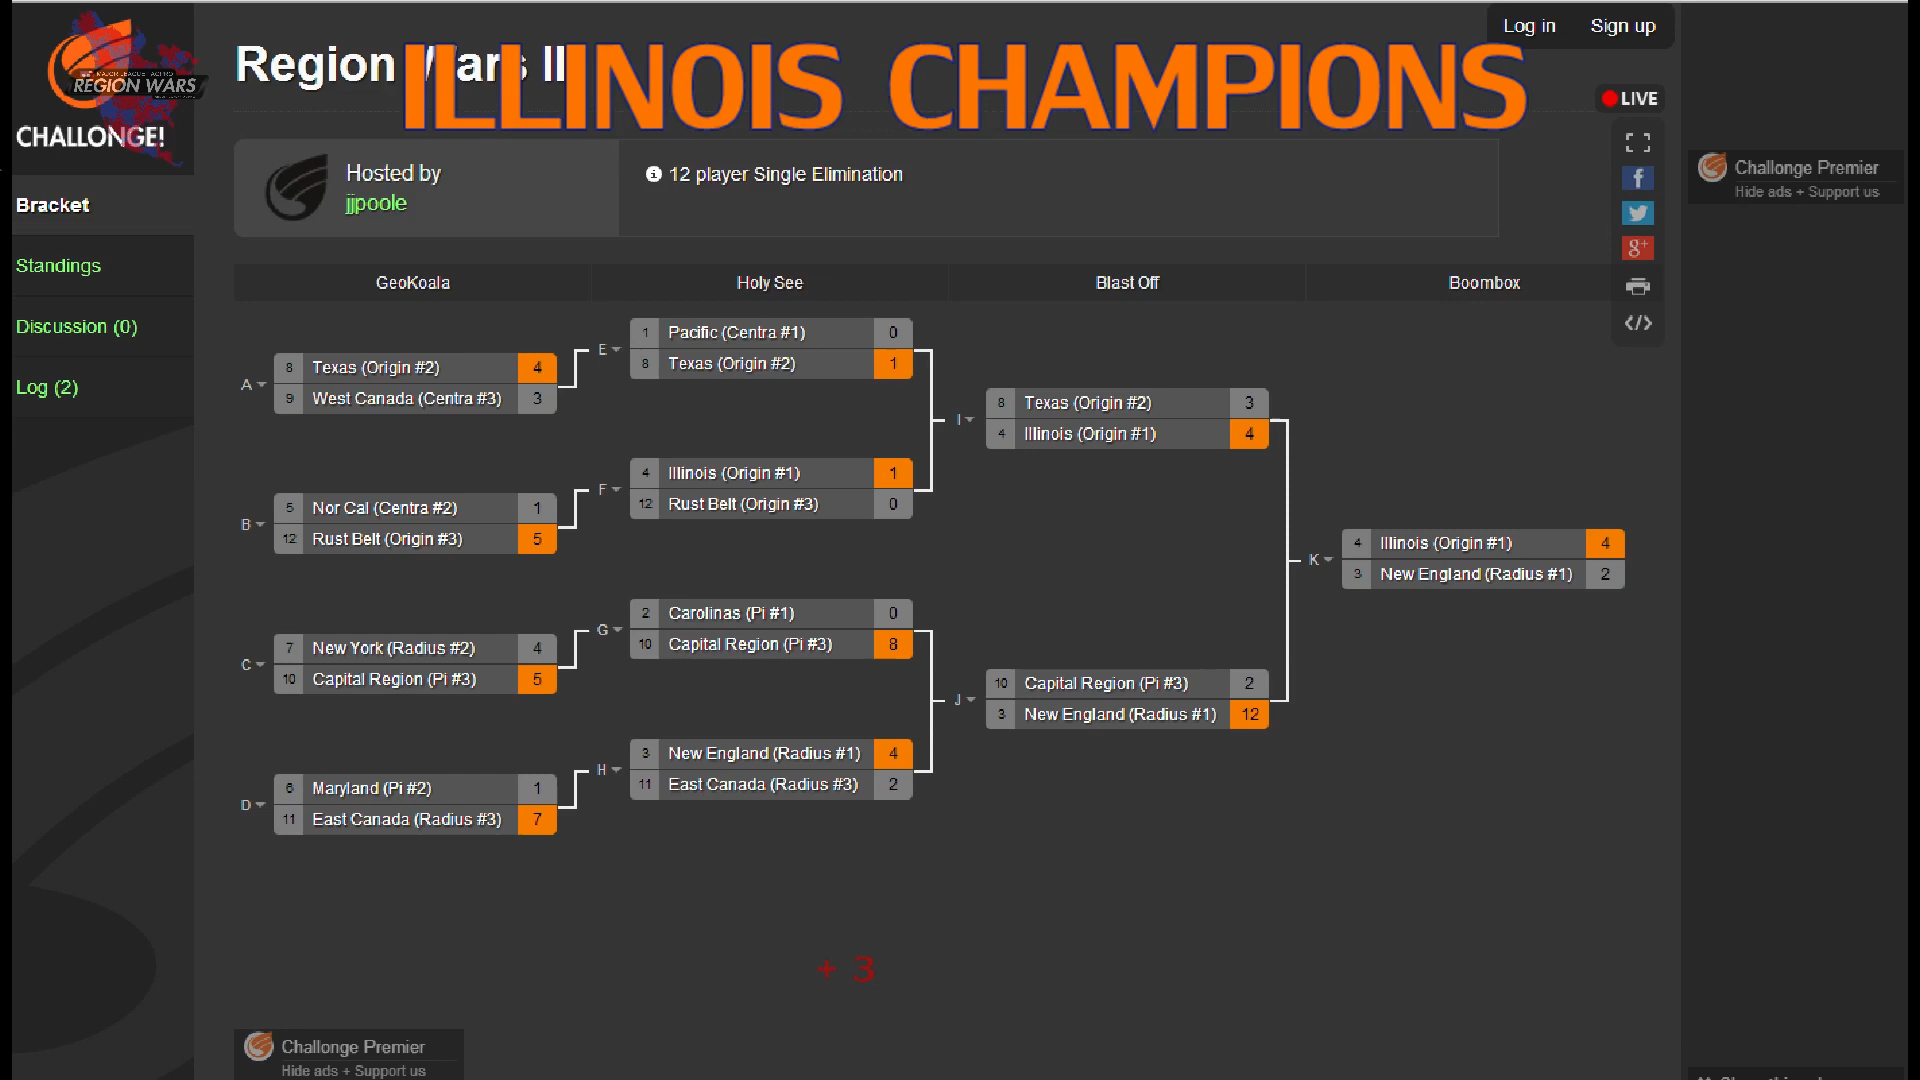 Log in
Sign up
Region Wars II
ILLINOIS CHAMPIONS
MAJOR LEAGUE TAGPRO
REGION WARS
CHALLONGE!
LIVE
Hosted by
jjpoole
12 player Single Elimination
Challonge Premier
Hide ads + Support us
Bracket
Standings
Discussion (0)
Log (2)
GeoKoala
Holy See
Blast Off
Boombox
A
8 Texas (Origin #2) 4
9 West Canada (Centra #3) 3
B
5 Nor Cal (Centra #2) 1
12 Rust Belt (Origin #3) 5
C
7 New York (Radius #2) 4
10 Capital Region (Pi #3) 5
D
6 Maryland (Pi #2) 1
11 East Canada (Radius #3) 7
E
1 Pacific (Centra #1) 0
8 Texas (Origin #2) 1
F
4 Illinois (Origin #1) 1
12 Rust Belt (Origin #3) 0
G
2 Carolinas (Pi #1) 0
10 Capital Region (Pi #3) 8
H
3 New England (Radius #1) 4
11 East Canada (Radius #3) 2
I
8 Texas (Origin #2) 3
4 Illinois (Origin #1) 4
J
10 Capital Region (Pi #3) 2
3 New England (Radius #1) 12
K
4 Illinois (Origin #1) 4
3 New England (Radius #1) 2
+ 3
Challonge Premier
Hide ads + Support us